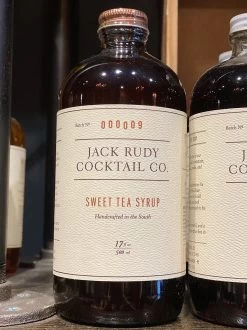 Batch Nº 000009
JACK RUDY
COCKTAIL CO.
SWEET TEA SYRUP
Handcrafted in the South
17 fl oz
500 ml